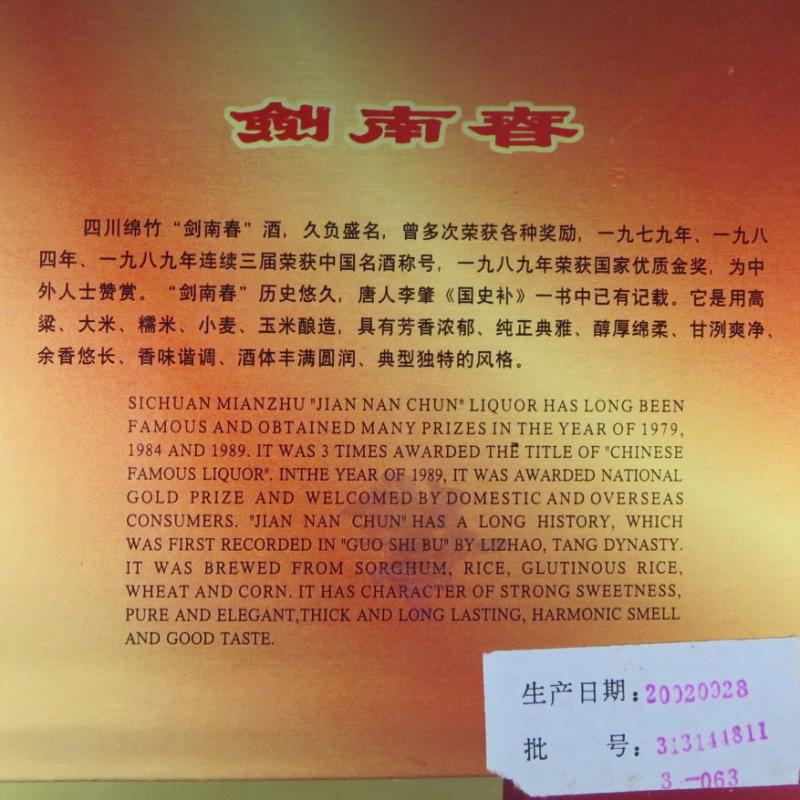 剑南春
四川绵竹“剑南春”酒，久负盛名，曾多次荣获各种奖励，一九七九年、一九八
四年、一九八九年连续三届荣获中国名酒称号，一九八九年荣获国家优质金奖，为中
外人士赞赏。“剑南春”历史悠久，唐人李肇《国史补》一书中已有记载。它是用高
粱、大米、糯米、小麦、玉米酿造，具有芳香浓郁、纯正典雅、醇厚绵柔、甘洌爽净、
余香悠长、香味谐调、酒体丰满圆润、典型独特的风格。
SICHUAN MIANZHU "JIAN NAN CHUN" LIQUOR HAS LONG BEEN
FAMOUS AND OBTAINED MANY PRIZES IN THE YEAR OF 1979,
1984 AND 1989. IT WAS 3 TIMES AWARDED THE TITLE OF "CHINESE
FAMOUS LIQUOR". INTHE YEAR OF 1989, IT WAS AWARDED NATIONAL
GOLD PRIZE AND WELCOMED BY DOMESTIC AND OVERSEAS
CONSUMERS. "JIAN NAN CHUN" HAS A LONG HISTORY, WHICH
WAS FIRST RECORDED IN "GUO SHI BU" BY LIZHAO, TANG DYNASTY.
IT WAS BREWED FROM SORGHUM, RICE, GLUTINOUS RICE,
WHEAT AND CORN. IT HAS CHARACTER OF STRONG SWEETNESS,
PURE AND ELEGANT,THICK AND LONG LASTING, HARMONIC SMELL
AND GOOD TASTE.
生产日期:20020928
批 号:313144811
3-063